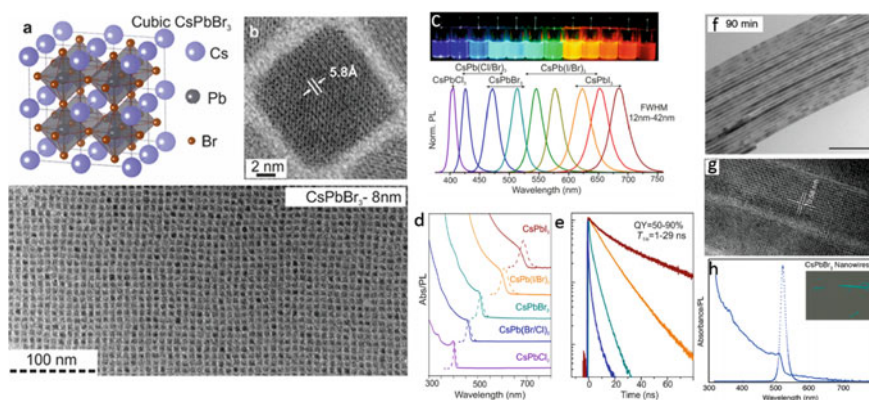 a
Cubic CsPbBr₃
Cs
Pb
Br
b
5.8Å
2 nm
CsPbBr₃- 8nm
100 nm
c
CsPb(Cl/Br)₃
CsPb(I/Br)₃
CsPbCl₃
CsPbBr₃
CsPbI₃
FWHM
12nm-42nm
Norm. PL
400 450 500 550 600 650 700 750
Wavelength (nm)
d
CsPbI₃
CsPb(I/Br)₃
CsPbBr₃
CsPb(Br/Cl)₃
CsPbCl₃
Abs/PL
300 500 700
Wavelength (nm)
e
QY=50-90%
=1-29 ns
0 20 40 60 80
Time (ns)
f
90 min
g
h
CsPbBr₃ Nanowires
Absorbance/PL
300 400 500 600 700
Wavelength (nm)